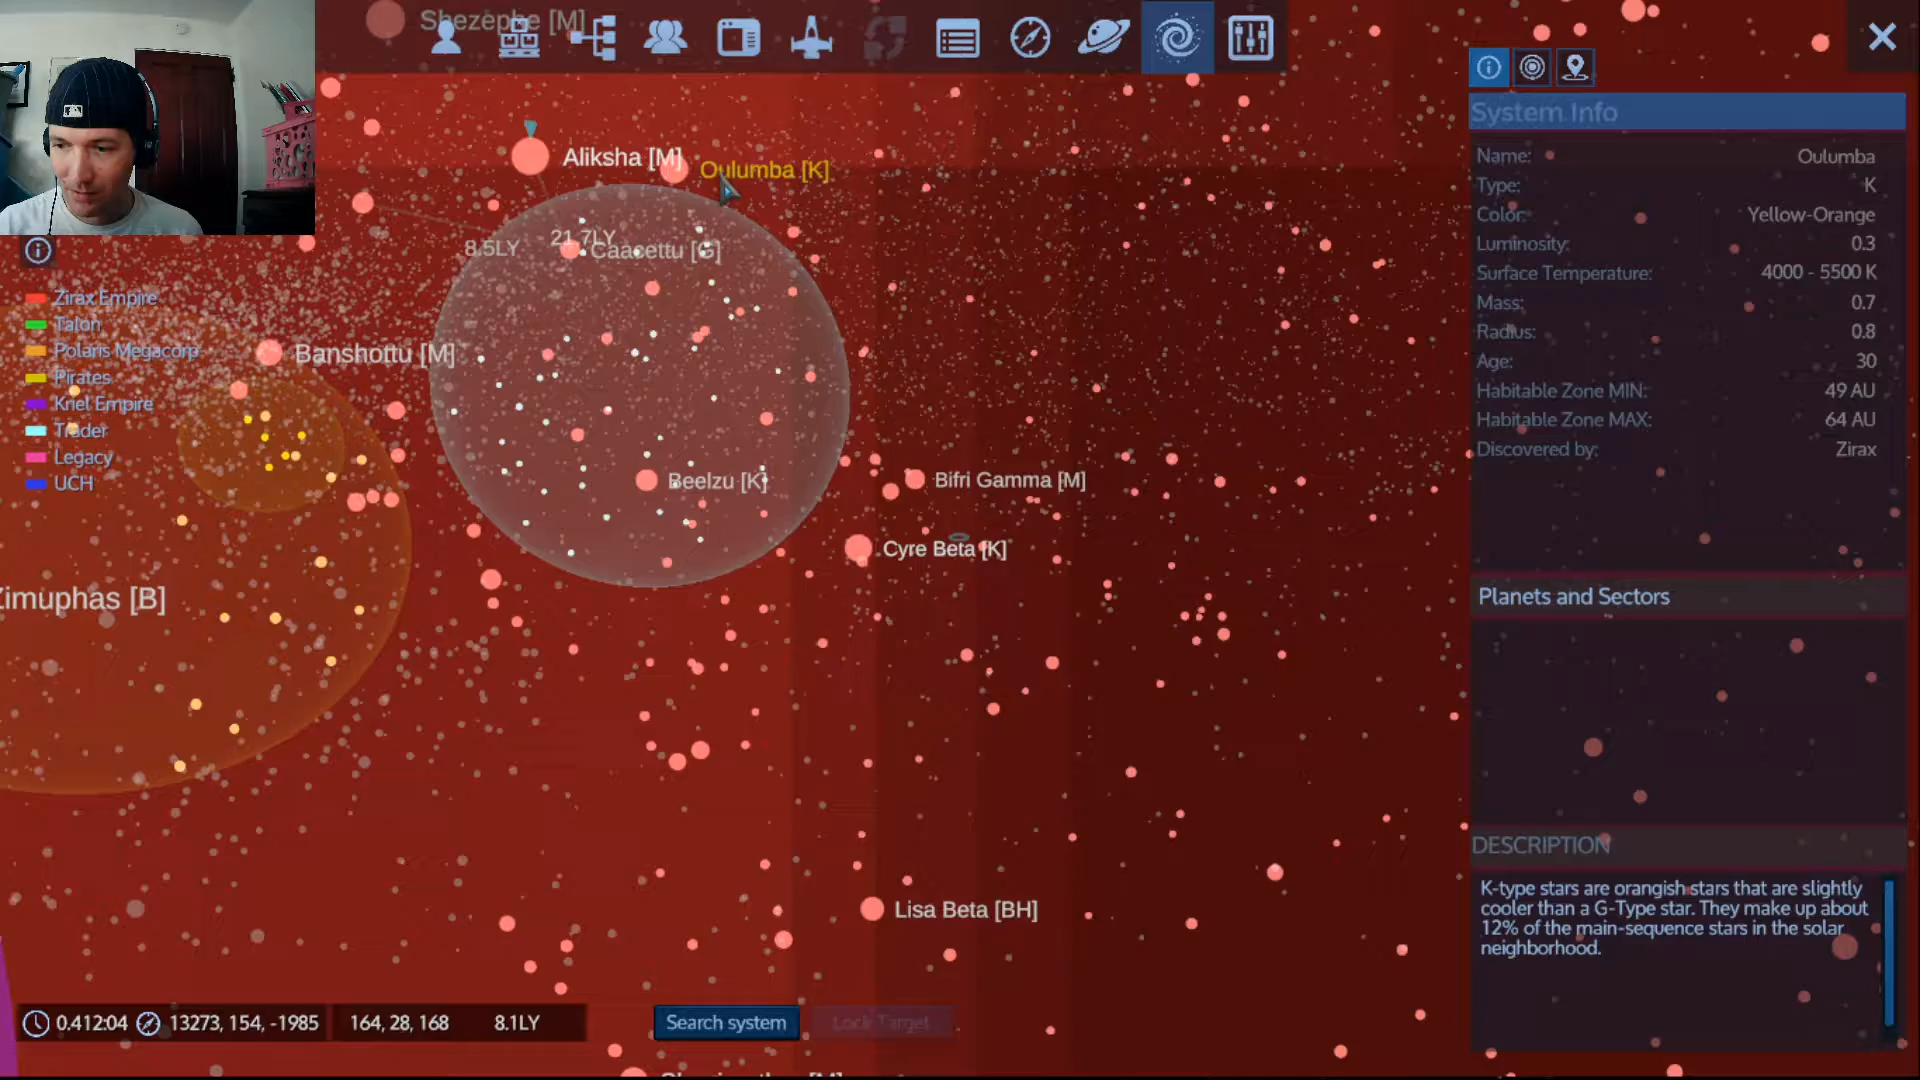 Shezephe [M]
Aliksha [M]
Oulumba [K]
8.5LY
21.7LY
Caacettu [G]
Zirax Empire
Talon
Polaris Megacorp
Pirates
Kriel Empire
Trader
Legacy
UCH
Banshottu [M]
Beelzu [K]
Bifri Gamma [M]
Cyre Beta [K]
Zimuphas [B]
Lisa Beta [BH]
0.412:04
13273, 154, -1985
164, 28, 168
8.1LY
Search system
Lock Target
System Info
Name: Oulumba
Type: K
Color: Yellow-Orange
Luminosity: 0.3
Surface Temperature: 4000 - 5500 K
Mass: 0.7
Radius: 0.8
Age: 30
Habitable Zone MIN: 49 AU
Habitable Zone MAX: 64 AU
Discovered by: Zirax
Planets and Sectors
DESCRIPTION
K-type stars are orangish stars that are slightly
cooler than a G-Type star. They make up about
12% of the main-sequence stars in the solar
neighborhood.